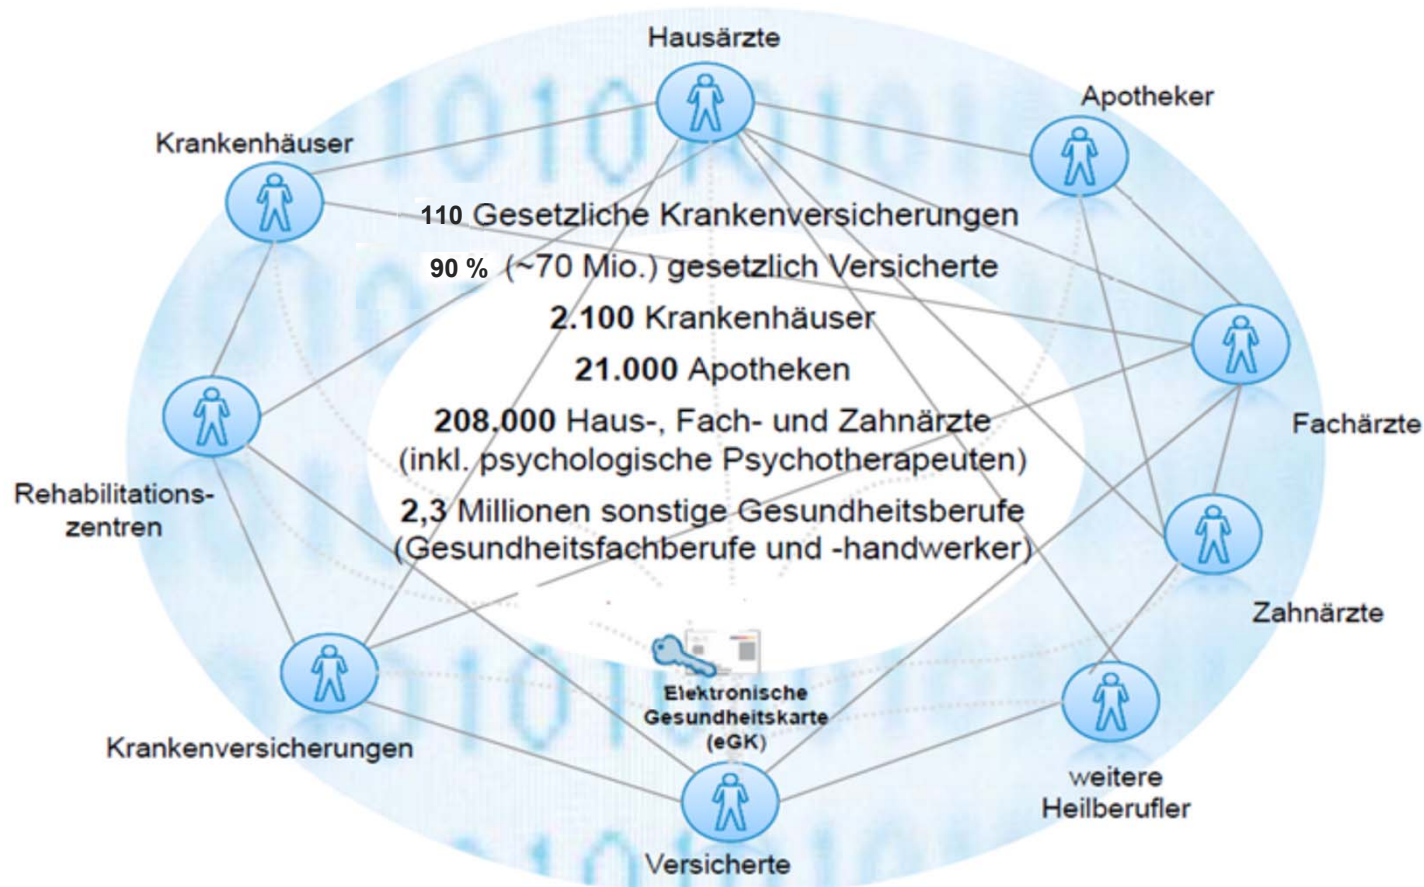 Hausärzte
Apotheker
Krankenhäuser
110 Gesetzliche Krankenversicherungen
90 % (~70 Mio.) gesetzlich Versicherte
2.100 Krankenhäuser
21.000 Apotheken
208.000 Haus-, Fach- und Zahnärzte
(inkl. psychologische Psychotherapeuten)
2,3 Millionen sonstige Gesundheitsberufe
(Gesundheitsfachberufe und -handwerker)
Fachärzte
Rehabilitations-
zentren
Zahnärzte
Elektronische
Gesundheitskarte
(eGK)
Krankenversicherungen
weitere
Heilberufler
Versicherte